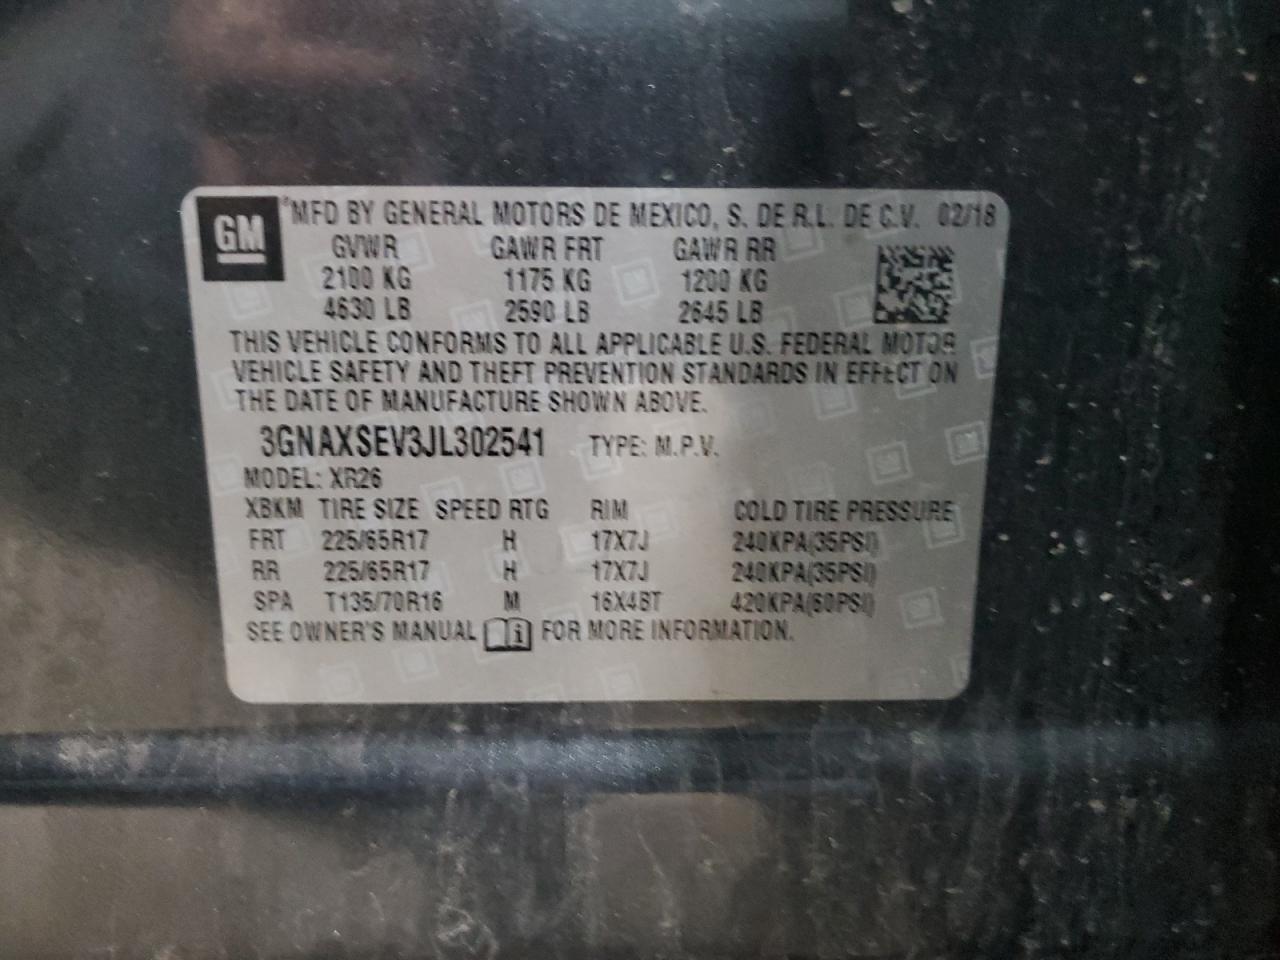 GM ®MFD BY GENERAL MOTORS DE MEXICO, S. DE R.L. DE C.V. 02/18
GVWR GAWR FRT GAWR RR
2100 KG 1175 KG 1200 KG
4630 LB 2590 LB 2645 LB
THIS VEHICLE CONFORMS TO ALL APPLICABLE U.S. FEDERAL MOTOR
VEHICLE SAFETY AND THEFT PREVENTION STANDARDS IN EFFECT ON
THE DATE OF MANUFACTURE SHOWN ABOVE.
3GNAXSEV3JL302541 TYPE: M.P.V.
MODEL: XR26
XBKM TIRE SIZE SPEED RTG RIM COLD TIRE PRESSURE
FRT 225/65R17 H 17X7J 240KPA(35PSI)
RR 225/65R17 H 17X7J 240KPA(35PSI)
SPA T135/70R16 M 16X4BT 420KPA(60PSI)
SEE OWNER'S MANUAL i FOR MORE INFORMATION.